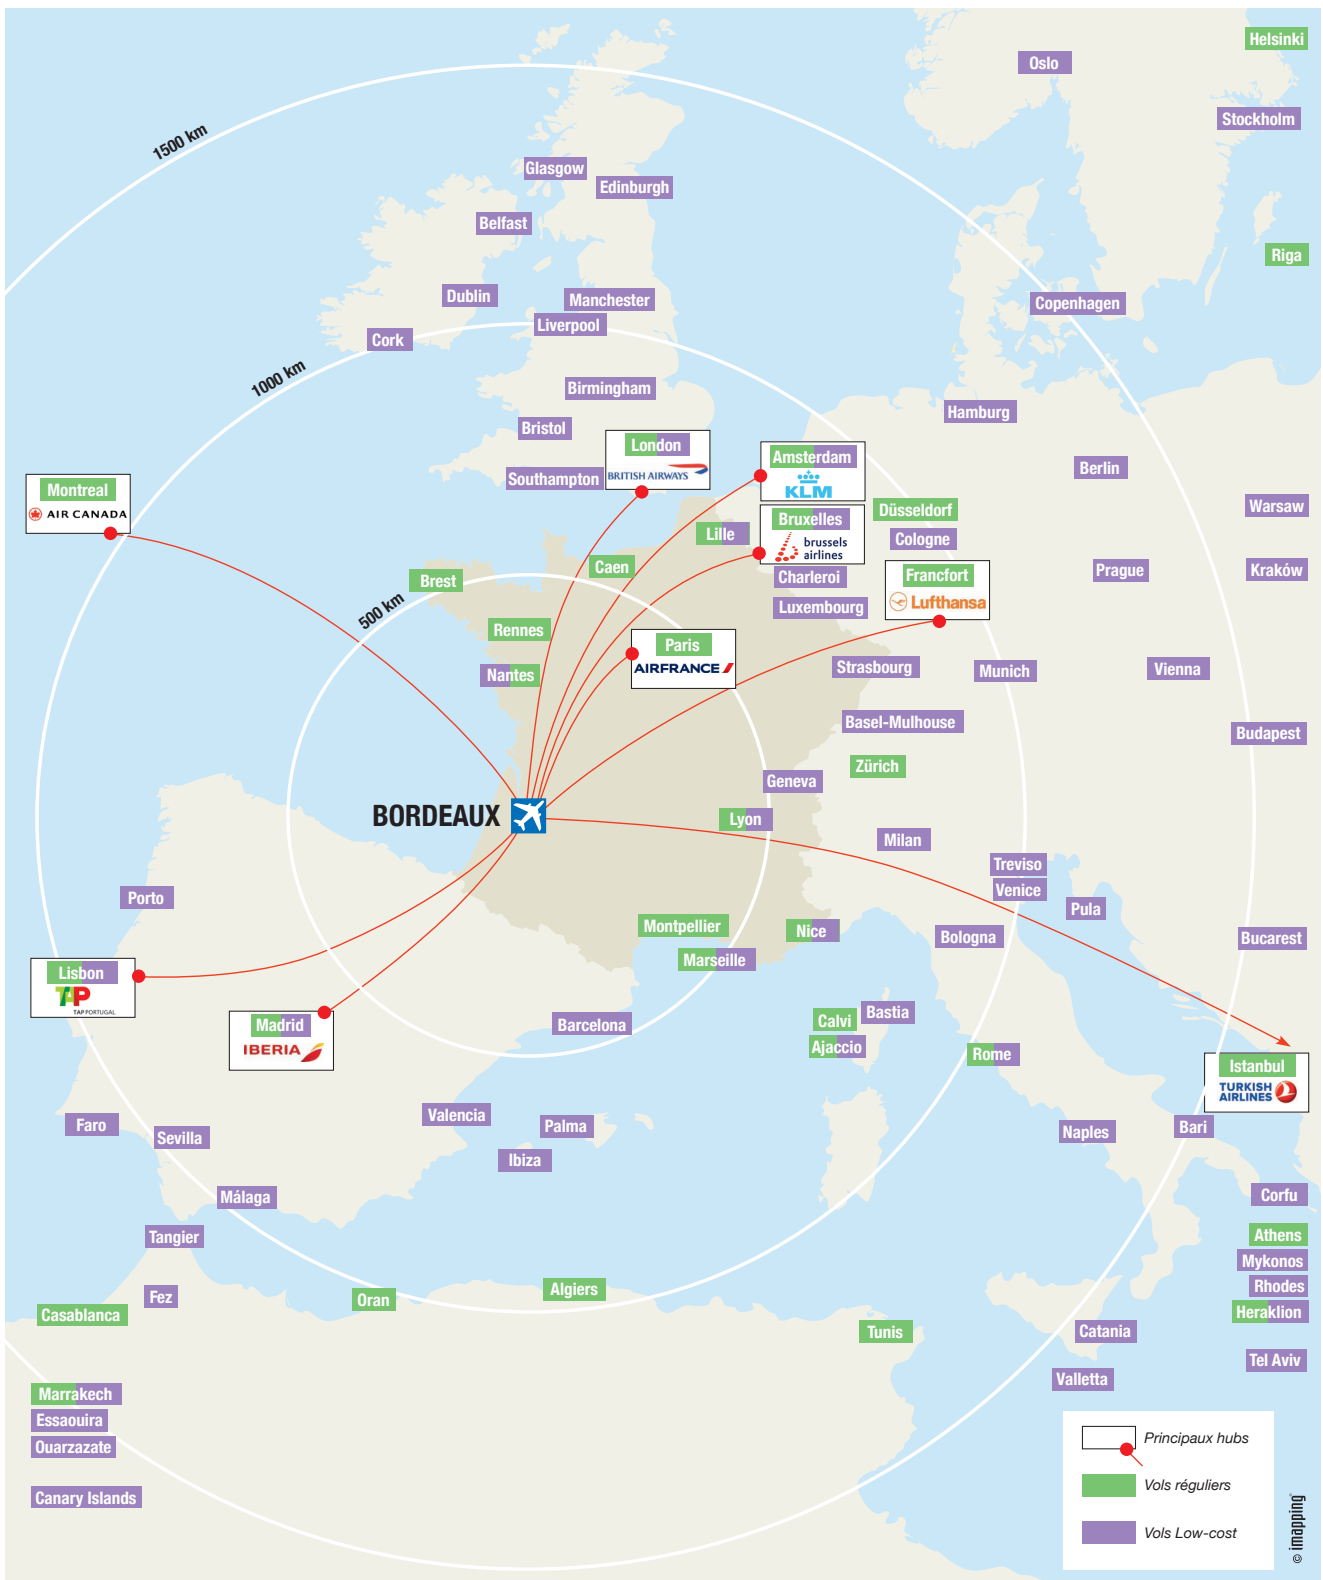 Helsinki
Oslo
Stockholm
1500 km
Glasgow
Edinburgh
Belfast
Riga
Dublin
Manchester
Copenhagen
Liverpool
Cork
1000 km
Birmingham
Hamburg
Bristol
London
BRITISH AIRWAYS
Amsterdam
KLM
Berlin
Southampton
Montreal
AIR CANADA
Warsaw
Düsseldorf
Bruxelles
brussels
airlines
Lille
Cologne
Caen
Brest
Charleroi
Francfort
Lufthansa
Prague
Kraków
500 km
Luxembourg
Rennes
Paris
AIRFRANCE
Nantes
Strasbourg
Munich
Vienna
Basel-Mulhouse
Budapest
Zürich
Geneva
BORDEAUX
Lyon
Milan
Treviso
Venice
Porto
Pula
Montpellier
Nice
Bologna
Bucarest
Marseille
Lisbon
TAP
TAP PORTUGAL
Madrid
IBERIA
Barcelona
Calvi
Bastia
Ajaccio
Rome
Istanbul
TURKISH
AIRLINES
Valencia
Faro
Sevilla
Palma
Naples
Bari
Ibiza
Málaga
Corfu
Tangier
Athens
Mykonos
Fez
Oran
Algiers
Rhodes
Casablanca
Heraklion
Tunis
Catania
Tel Aviv
Valletta
Marrakech
Essaouira
Ouarzazate
Canary Islands
Principaux hubs
Vols réguliers
Vols Low-cost
© imapping